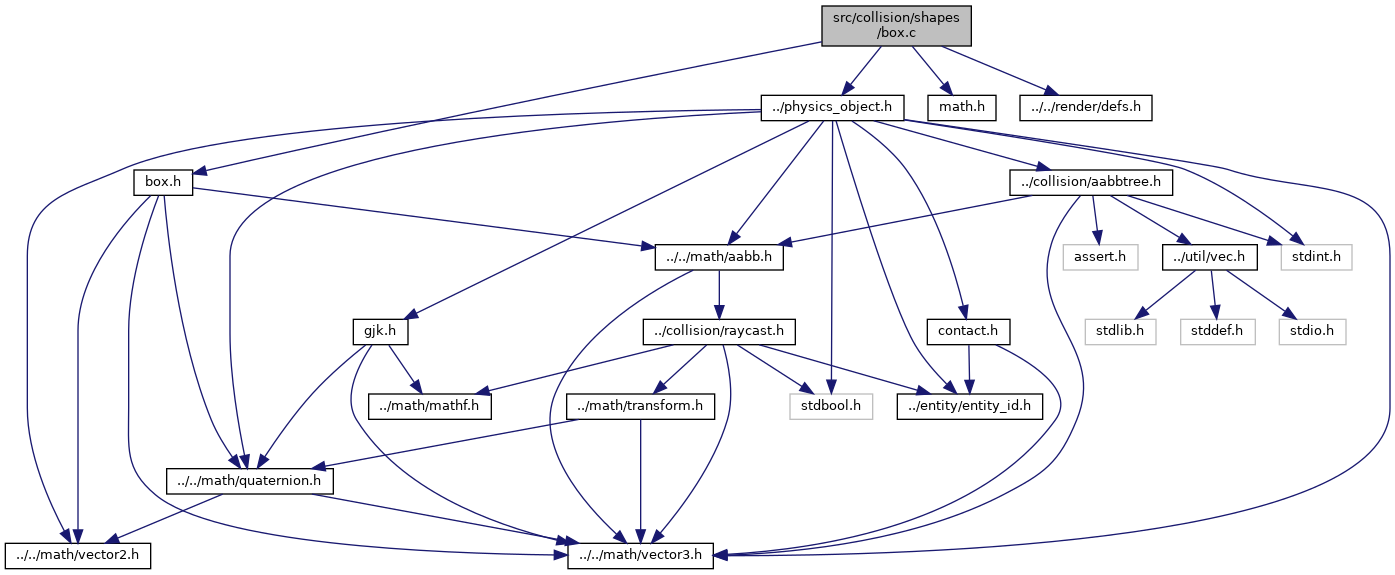 src/collision/shapes
/box.c
../physics_object.h
math.h
../../render/defs.h
box.h
../collision/aabbtree.h
../../math/aabb.h
assert.h
../util/vec.h
stdint.h
gjk.h
../collision/raycast.h
contact.h
stdlib.h
stddef.h
stdio.h
../math/mathf.h
../math/transform.h
stdbool.h
../entity/entity_id.h
../../math/quaternion.h
../../math/vector2.h
../../math/vector3.h